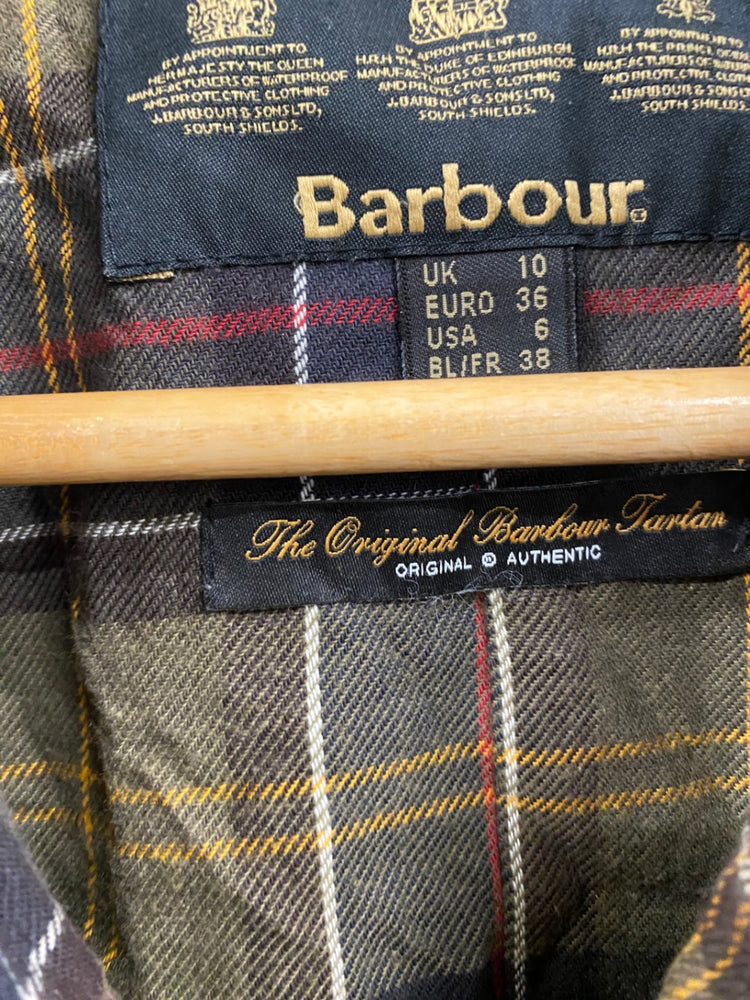 BY APPOINTMENT TO
HER MAJESTY THE QUEEN
MANUFACTURERS OF WATERPROOF
AND PROTECTIVE CLOTHING
J. BARBOUR & SONS LTD,
SOUTH SHIELDS.
BY APPOINTMENT TO
H.R.H THE DUKE OF EDINBURGH
MANUFACTURERS OF WATERPROOF
AND PROTECTIVE CLOTHING
J. BARBOUR & SONS LTD,
SOUTH SHIELDS.
BY APPOINTMENT TO
H.R.H THE PRINCE OF
MANUFACTURERS OF WATERPROOF
AND PROTECTIVE CLOTHING
J. BARBOUR & SONS LTD,
SOUTH SHIELDS.
Barbour
UK 10
EURO 36
USA 6
BL/FR 38
The Original Barbour Tartan
ORIGINAL ® AUTHENTIC